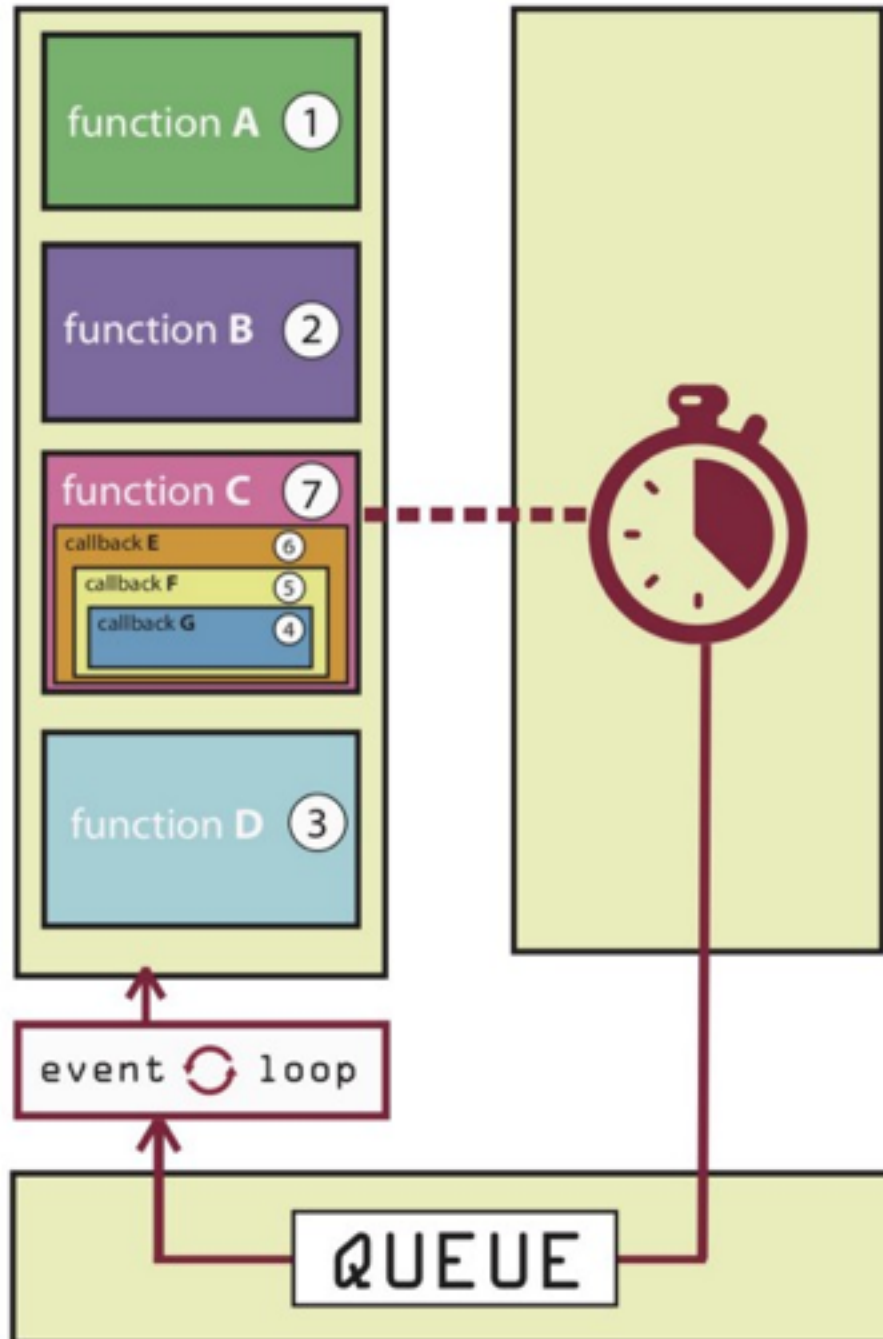 function A 1
function B 2
function C 7
callback E 6
callback F 5
callback G 4
function D 3
event loop
QUEUE